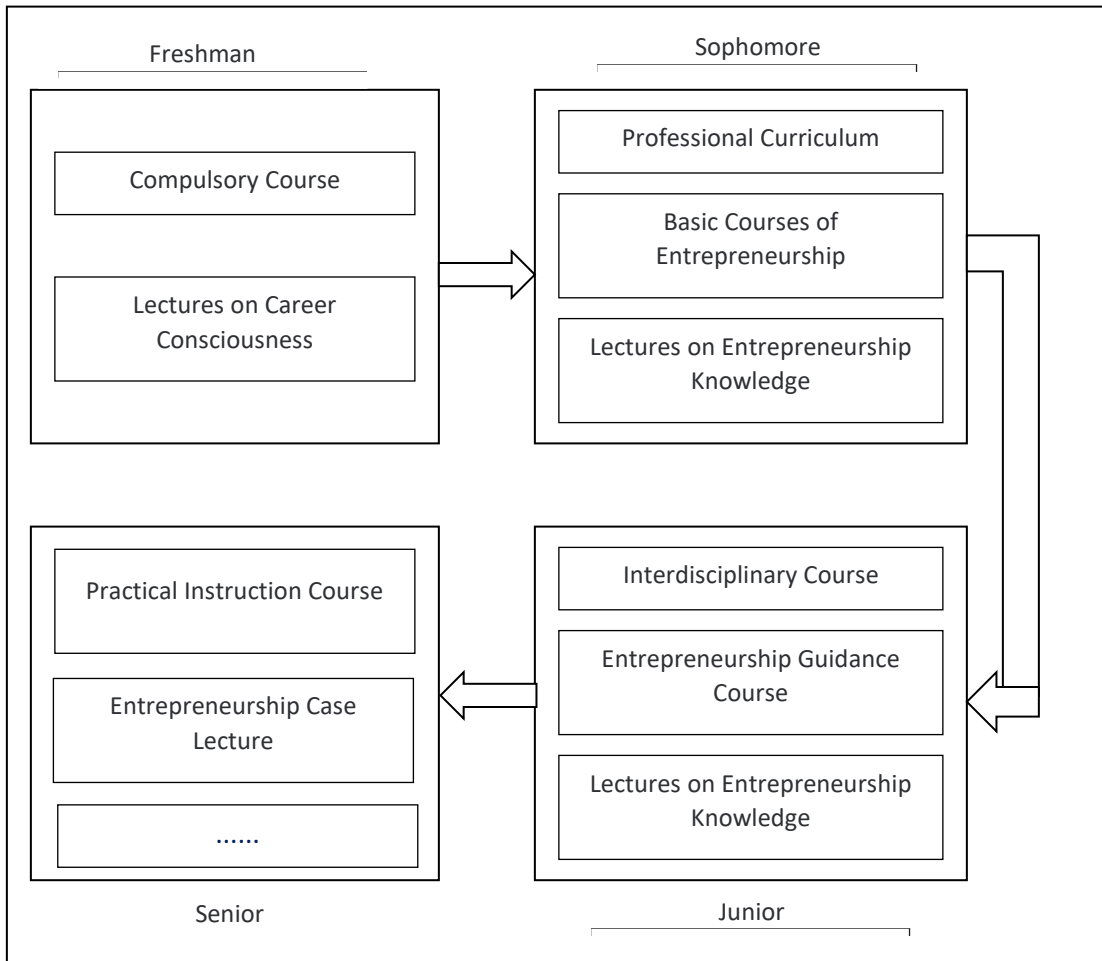 Freshman
Compulsory Course
Lectures on Career
Consciousness
Sophomore
Professional Curriculum
Basic Courses of
Entrepreneurship
Lectures on Entrepreneurship
Knowledge
Interdisciplinary Course
Entrepreneurship Guidance
Course
Lectures on Entrepreneurship
Knowledge
Junior
Practical Instruction Course
Entrepreneurship Case
Lecture
......
Senior